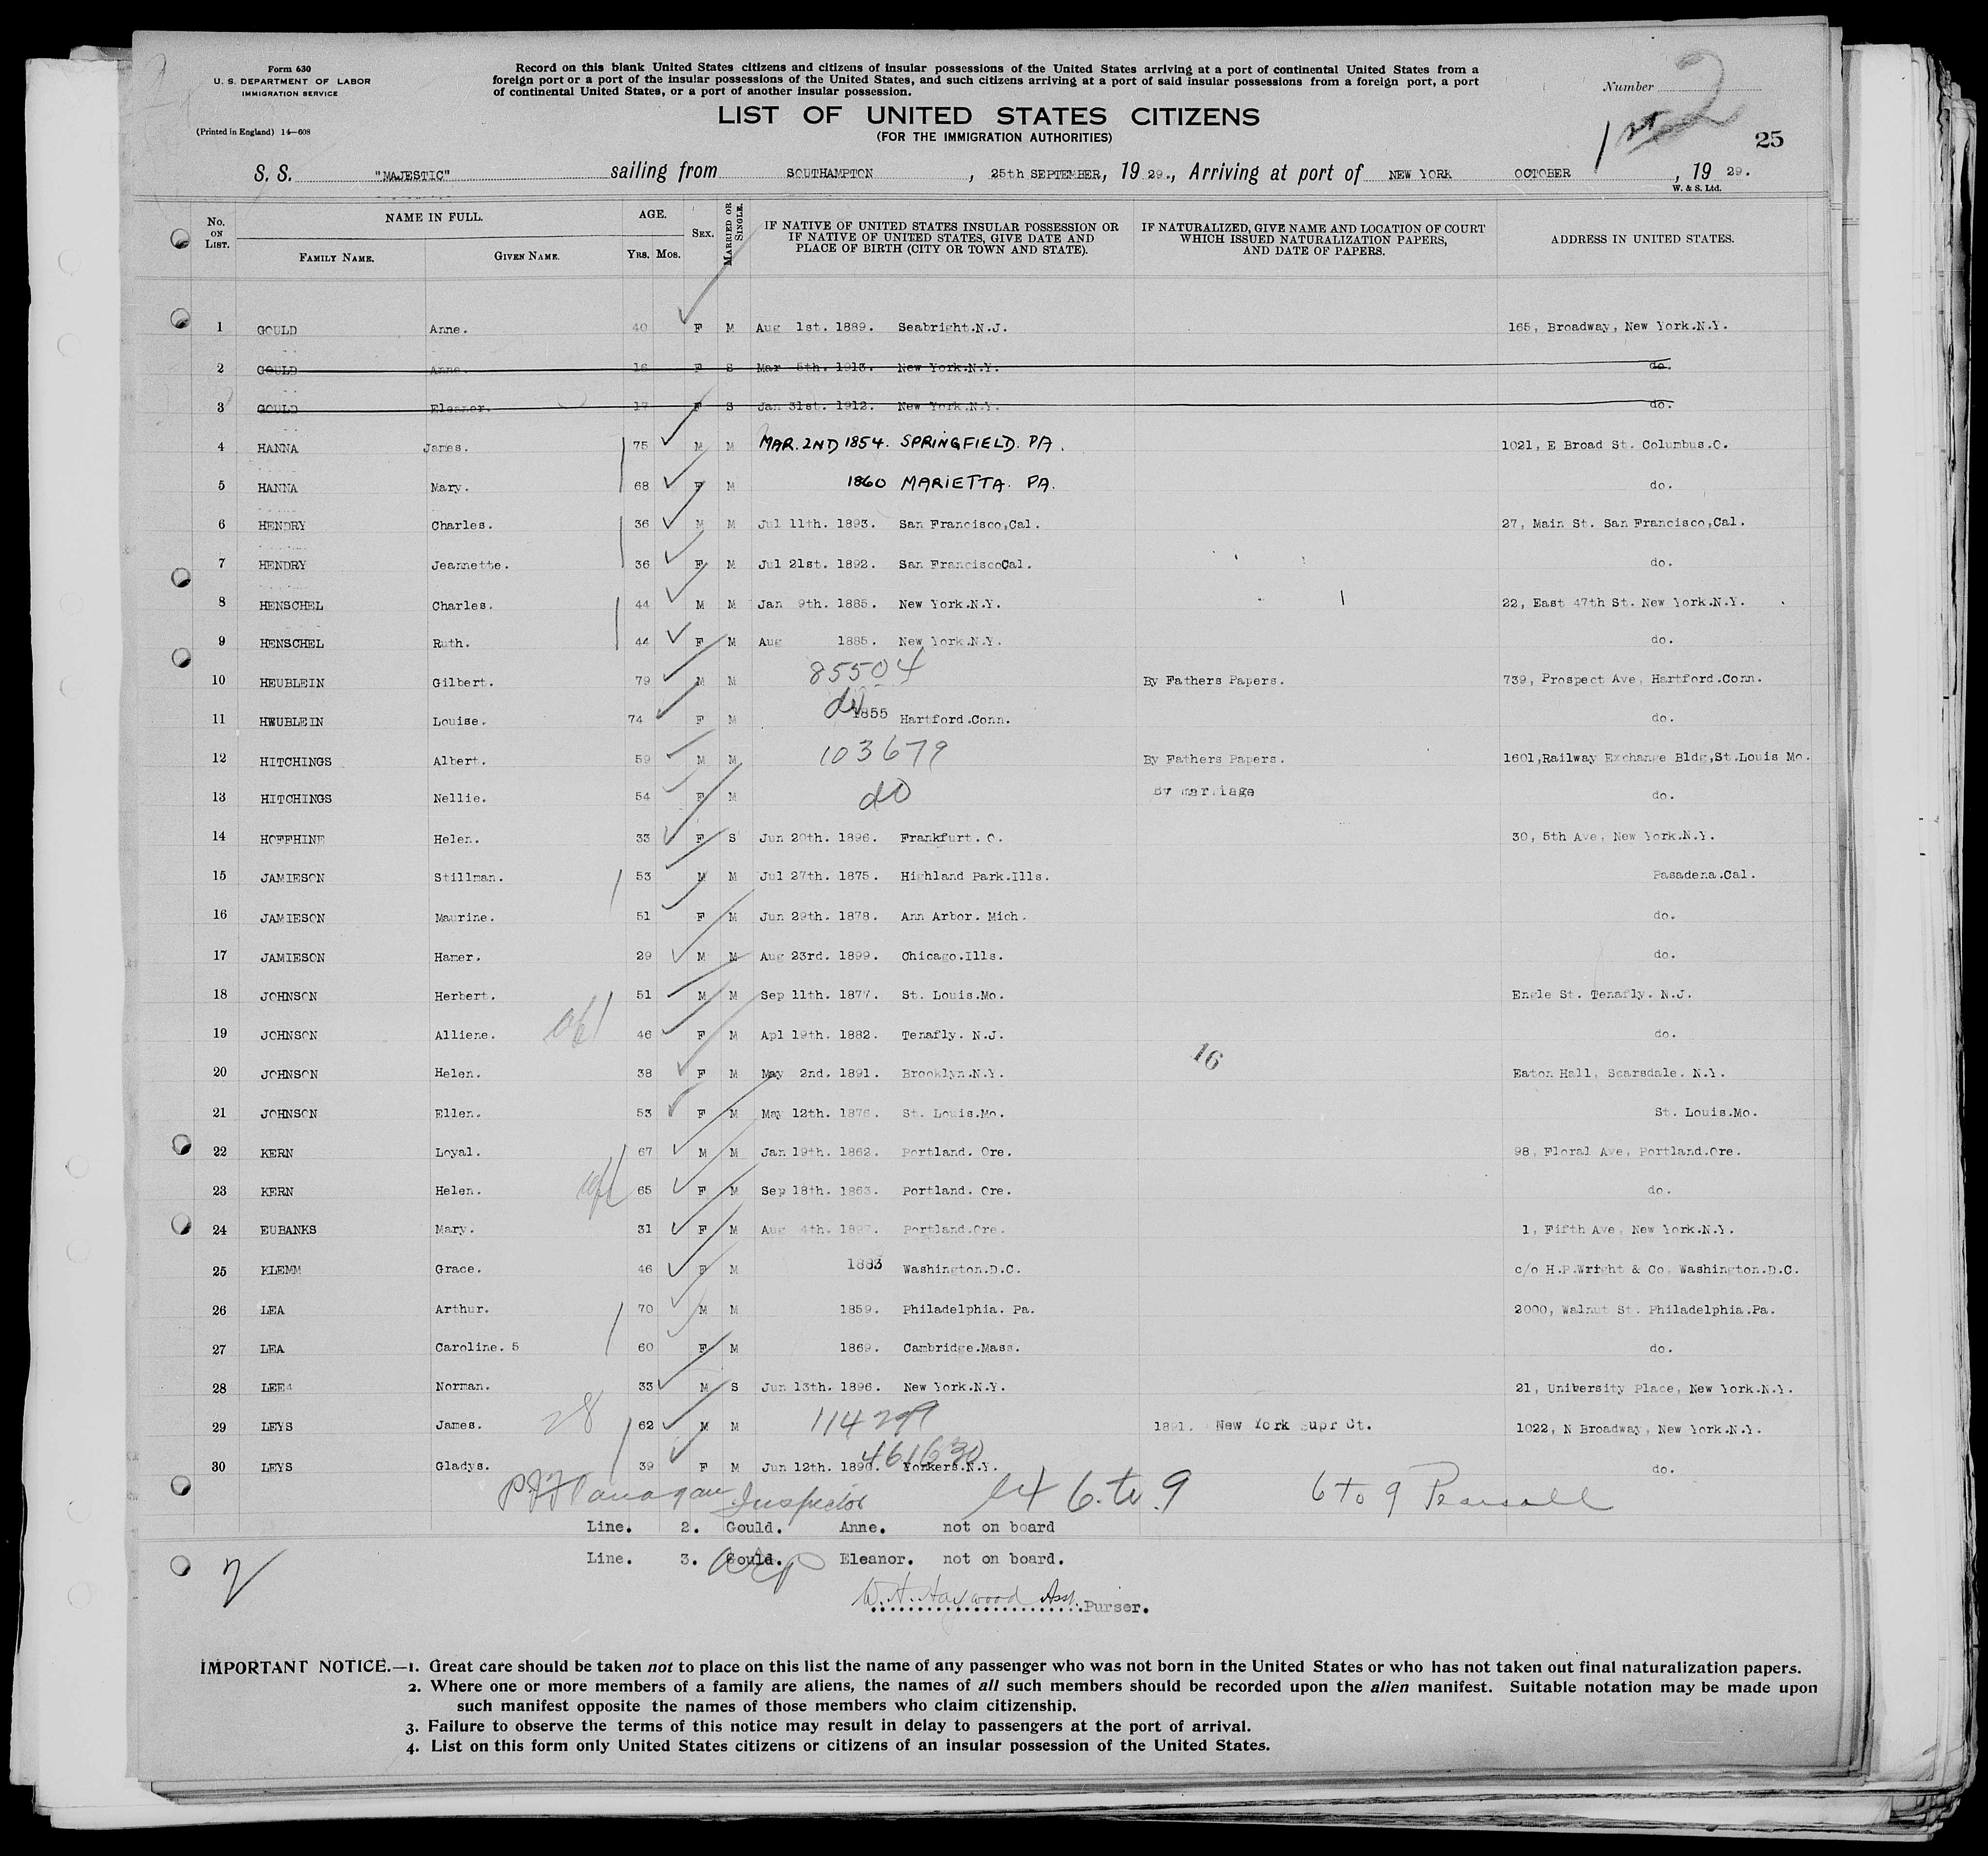 Form 630
U. S. DEPARTMENT OF LABOR
IMMIGRATION SERVICE
(Printed in England) 14—608
Record on this blank United States citizens and citizens of insular possessions of the United States arriving at a port of continental United States from a
foreign port or a port of the insular possessions of the United States, and such citizens arriving at a port of said insular possessions from a foreign port, a port
of continental United States, or a port of another insular possession.
Number 2
LIST OF UNITED STATES CITIZENS
(FOR THE IMMIGRATION AUTHORITIES)
25
S. S. "MAJESTIC" sailing from SOUTHAMPTON, 25th SEPTEMBER, 19 29., Arriving at port of NEW YORK OCTOBER 1st, 19 29.
W. & S. Ltd.
No. ON LIST. NAME IN FULL. FAMILY NAME. GIVEN NAME. AGE. YRS. MOS. SEX. MARRIED OR SINGLE. IF NATIVE OF UNITED STATES INSULAR POSSESSION OR IF NATIVE OF UNITED STATES, GIVE DATE AND PLACE OF BIRTH (CITY OR TOWN AND STATE). IF NATURALIZED, GIVE NAME AND LOCATION OF COURT WHICH ISSUED NATURALIZATION PAPERS, AND DATE OF PAPERS. ADDRESS IN UNITED STATES.
1 GOULD Anne. 40 F M Aug 1st. 1889. Seabright.N.J. 165, Broadway, New York.N.Y.
2 GOULD Anne. 16 F S Mar 5th. 1913. New York.N.Y. do.
3 GOULD Eleanor. 17 F S Jan 31st. 1912. New York.N.Y. do.
4 HANNA James. 75 M M MAR. 2ND 1854. SPRINGFIELD. PA. 1021, E Broad St. Columbus.O.
5 HANNA Mary. 68 F M 1860 MARIETTA. PA. do.
6 HENDRY Charles. 36 M M Jul 11th. 1893. San Francisco,Cal. 27, Main St. San Francisco,Cal.
7 HENDRY Jeannette. 36 F M Jul 21st. 1892. San FranciscoCal. do.
8 HENSCHEL Charles. 44 M M Jan 9th. 1885. New York.N.Y. 22, East 47th St. New York.N.Y.
9 HENSCHEL Ruth. 44 F M Aug 1885. New York.N.Y. do.
10 HEUBLEIN Gilbert. 79 M M 85504 By Fathers Papers. 739, Prospect Ave, Hartford.Conn.
11 HEUBLEIN Louise. 74 F M do 1855 Hartford.Conn. do.
12 HITCHINGS Albert. 59 M M 103679 By Fathers Papers. 1601,Railway Exchange Bldg,St.Louis Mo.
13 HITCHINGS Nellie. 54 F M do By marriage do.
14 HOFFHINE Helen. 33 F S Jun 20th. 1896. Frankfurt. O. 30, 5th Ave, New York.N.Y.
15 JAMIESON Stillman. 53 M M Jul 27th. 1875. Highland Park.Ills. Pasadena.Cal.
16 JAMIESON Maurine. 51 F M Jun 29th. 1878. Ann Arbor. Mich. do.
17 JAMIESON Hamer. 29 M M Aug 23rd. 1899. Chicago.Ills. do.
18 JOHNSON Herbert. 51 M M Sep 11th. 1877. St. Louis.Mo. Engle St. Tenafly. N.J.
19 JOHNSON Alliene. 46 F M Apl 19th. 1882. Tenafly. N.J. do.
20 JOHNSON Helen. 38 F M May 2nd. 1891. Brooklyn.N.Y. 16 Eaton Hall, Scarsdale. N.Y.
21 JOHNSON Ellen. 53 F M May 12th. 1876. St. Louis.Mo. St. Louis.Mo.
22 KERN Loyal. 67 M M Jan 19th. 1862. Portland. Ore. 98, Floral Ave, Portland.Ore.
23 KERN Helen. 65 F M Sep 18th. 1863. Portland. Ore. do.
24 EUBANKS Mary. 31 F M Aug 4th. 1897. Portland.Ore. 1, Fifth Ave, New York.N.Y.
25 KLEMM Grace. 46 F M 1883 Washington.D.C. c/o H.P.Wright & Co, Washington.D.C.
26 LEA Arthur. 70 M M 1859. Philadelphia. Pa. 2000, Walnut St. Philadelphia.Pa.
27 LEA Caroline. 5 60 F M 1869. Cambridge.Mass. do.
28 LEE Norman. 33 M S Jun 13th. 1896. New York.N.Y. 21, Unibersity Place, New York.N.Y.
29 LEYS James. 28 62 M M 114299 1891. New York Supr Ct. 1022, N Broadway, New York.N.Y.
30 LEYS Gladys. 39 F M Jun 12th. 1890. 461630 Yonkers.N.Y. do.
P J Flanagan Inspector 6 to 9 6 to 9 Pearsall
Line. 2. Gould. Anne. not on board
Line. 3. Gould. Eleanor. not on board.
2
W. H. Haywood Asst. Purser.
IMPORTANT NOTICE.—1. Great care should be taken not to place on this list the name of any passenger who was not born in the United States or who has not taken out final naturalization papers.
2. Where one or more members of a family are aliens, the names of all such members should be recorded upon the alien manifest. Suitable notation may be made upon
such manifest opposite the names of those members who claim citizenship.
3. Failure to observe the terms of this notice may result in delay to passengers at the port of arrival.
4. List on this form only United States citizens or citizens of an insular possession of the United States.